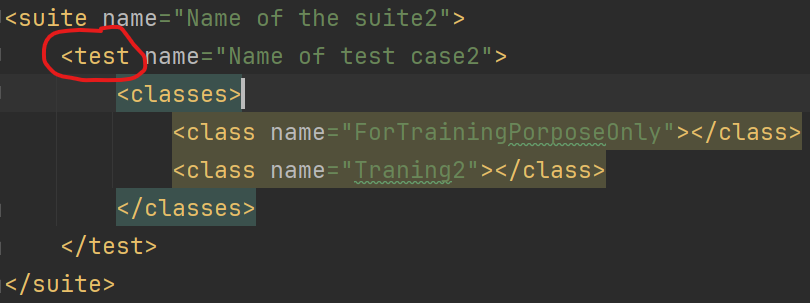 <suite name="Name of the suite2">
<test name="Name of test case2">
<classes>
<class name="ForTrainingPorposeOnly"></class>
<class name="Traning2"></class>
</classes>
</test>
</suite>